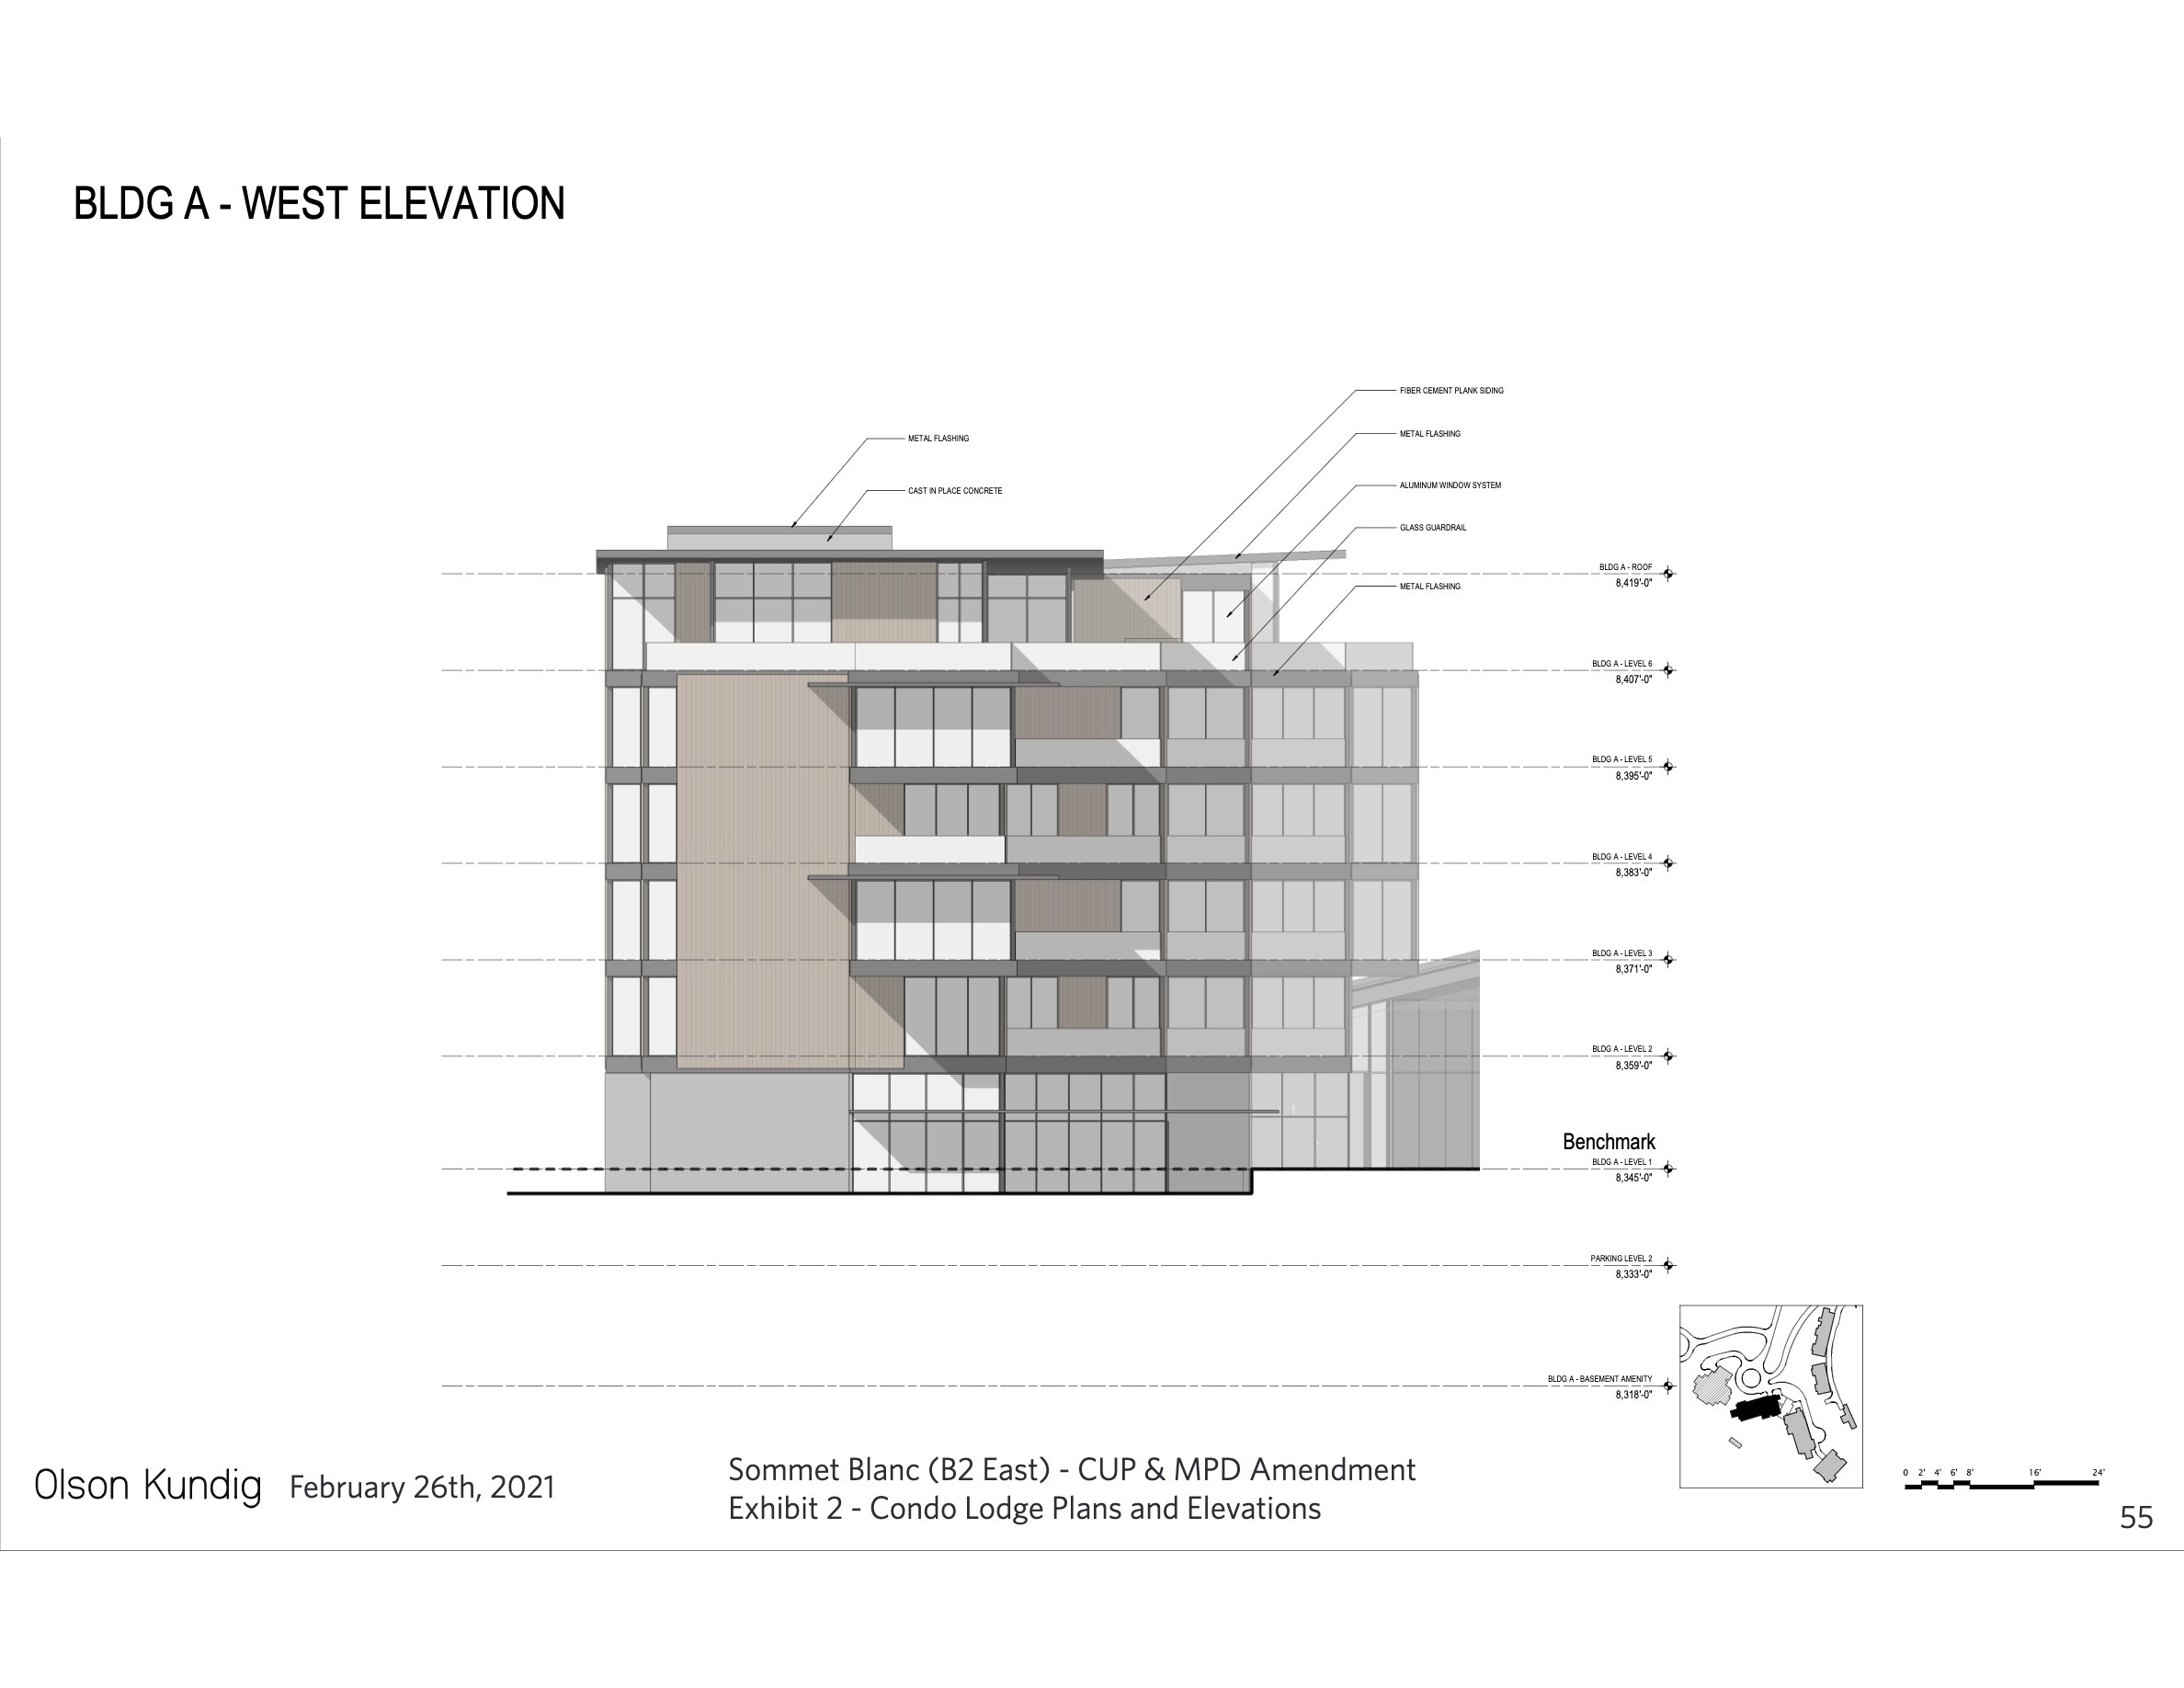 BLDG A - WEST ELEVATION
FIBER CEMENT PLANK SIDING
METAL FLASHING
METAL FLASHING
ALUMINUM WINDOW SYSTEM
CAST IN PLACE CONCRETE
GLASS GUARDRAIL
METAL FLASHING
BLDG A - ROOF
8,419'-0"
BLDG A - LEVEL 6
8,407'-0"
BLDG A - LEVEL 5
8,395'-0"
BLDG A - LEVEL 4
8,383'-0"
BLDG A - LEVEL 3
8,371'-0"
BLDG A - LEVEL 2
8,359'-0"
Benchmark
BLDG A - LEVEL 1
8,345'-0"
PARKING LEVEL 2
8,333'-0"
BLDG A - BASEMENT AMENITY
8,318'-0"
0 2' 4' 6' 8' 16' 24'
Olson Kundig February 26th, 2021
Sommet Blanc (B2 East) - CUP & MPD Amendment
Exhibit 2 - Condo Lodge Plans and Elevations
55